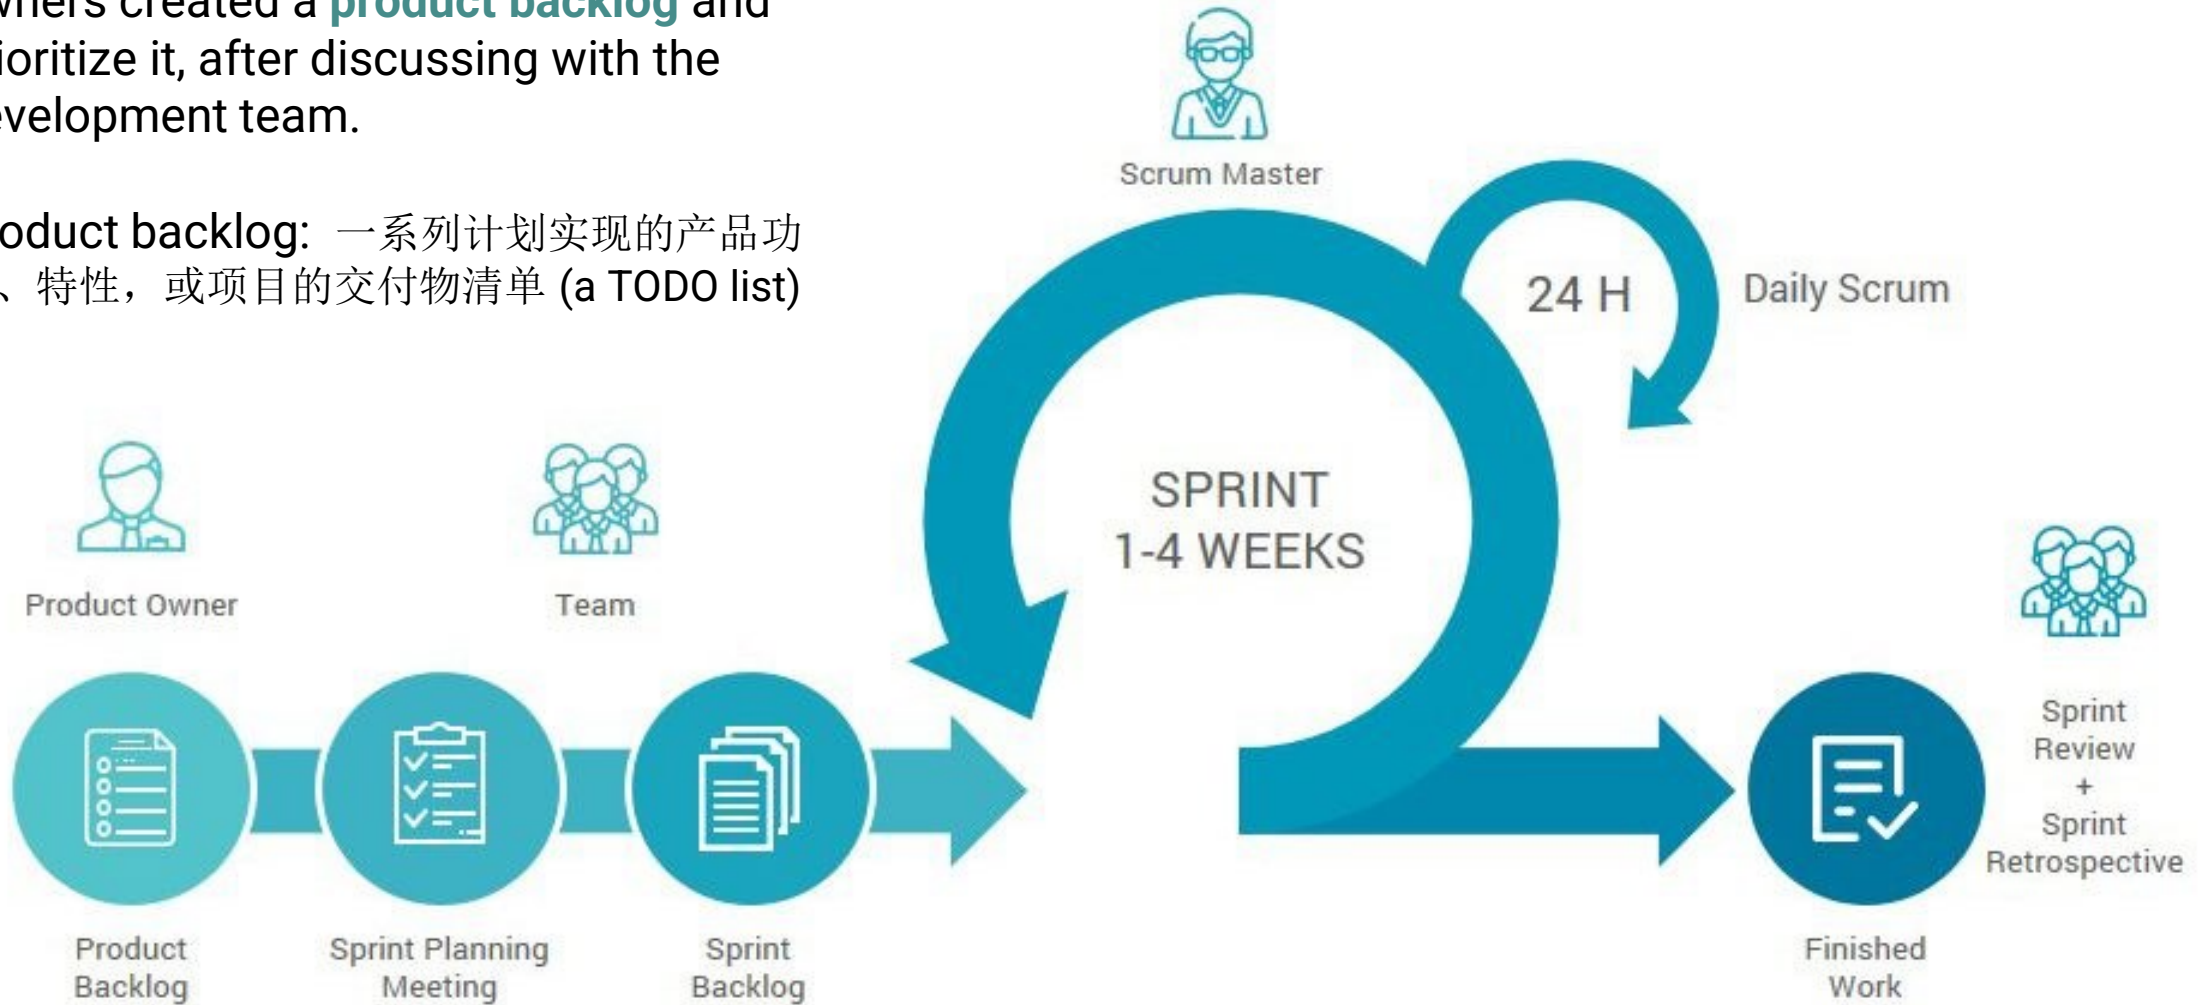 wners created a product backlog and
ioritize it, after discussing with the
evelopment team.
oduct backlog: 一系列计划实现的产品功
、特性，或项目的交付物清单 (a TODO list)
Scrum Master
24 H
Daily Scrum
SPRINT
1-4 WEEKS
Product Owner
Team
Sprint
Review
+
Sprint
Retrospective
Product
Backlog
Sprint Planning
Meeting
Sprint
Backlog
Finished
Work